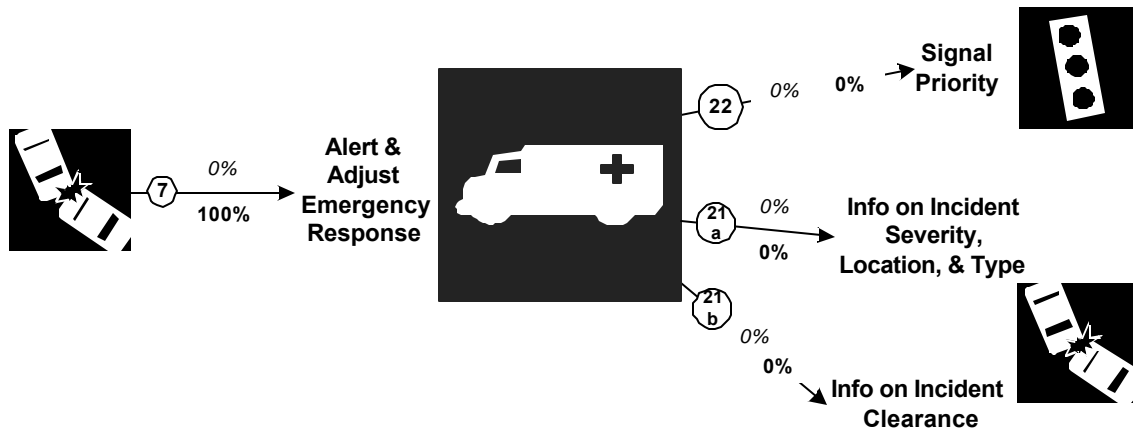 7
0%
100%
Alert &
Adjust
Emergency
Response
22
0%
0%
Signal
Priority
21
a
0%
0%
Info on Incident
Severity,
Location, & Type
21
b
0%
0%
Info on Incident
Clearance